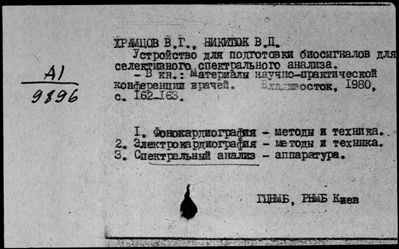 ХРАМЦОВ В.Г., НИКИТЮК В.П.
Устройство для подготовки биосигналов для
селективного спектрального анализа.
- В кн.: Материалы научно-практической
конференции врачей. Владивосток, 1980,
с. 162-163.
А1
9896
1. Фонокардиография - методы и техника.
2. Электрокардиография - методы и техника.
3. Спектральный анализ - аппаратура.
ГЦНМБ, РНМБ Киев